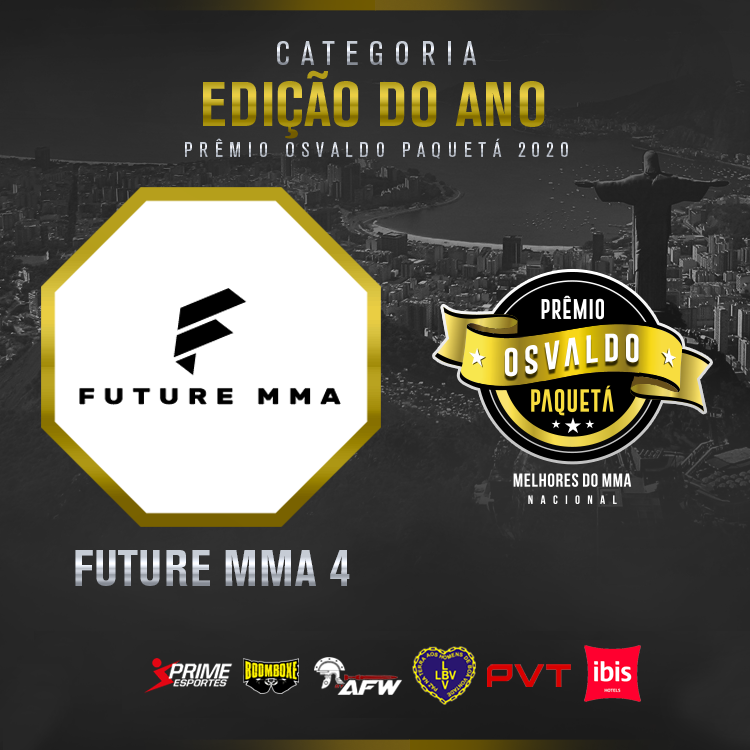 CATEGORIA
EDIÇÃO DO ANO
PRÊMIO OSVALDO PAQUETÁ 2020
FUTURE MMA
PRÊMIO
OSVALDO
PAQUETÁ
MELHORES DO MMA
NACIONAL
FUTURE MMA 4
PRIME
ESPORTES
BOOMBOXE
AFW
LBV
PVT
ibis
HOTELS